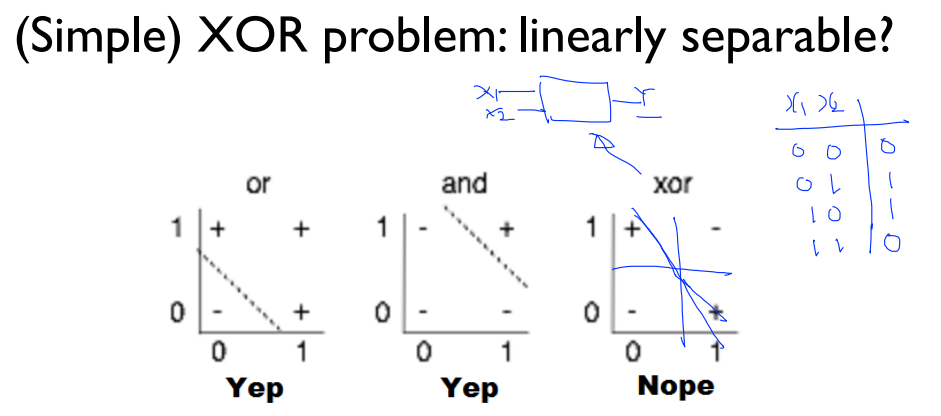 (Simple) XOR problem: linearly separable?
X1
x2
Y
x1 x2
0 0 0
0 1 1
1 0 1
1 1 0
or
and
xor
1 + +
0 - +
0 1
Yep
1 - +
0 - -
0 1
Yep
1 + -
0 - +
0 1
Nope